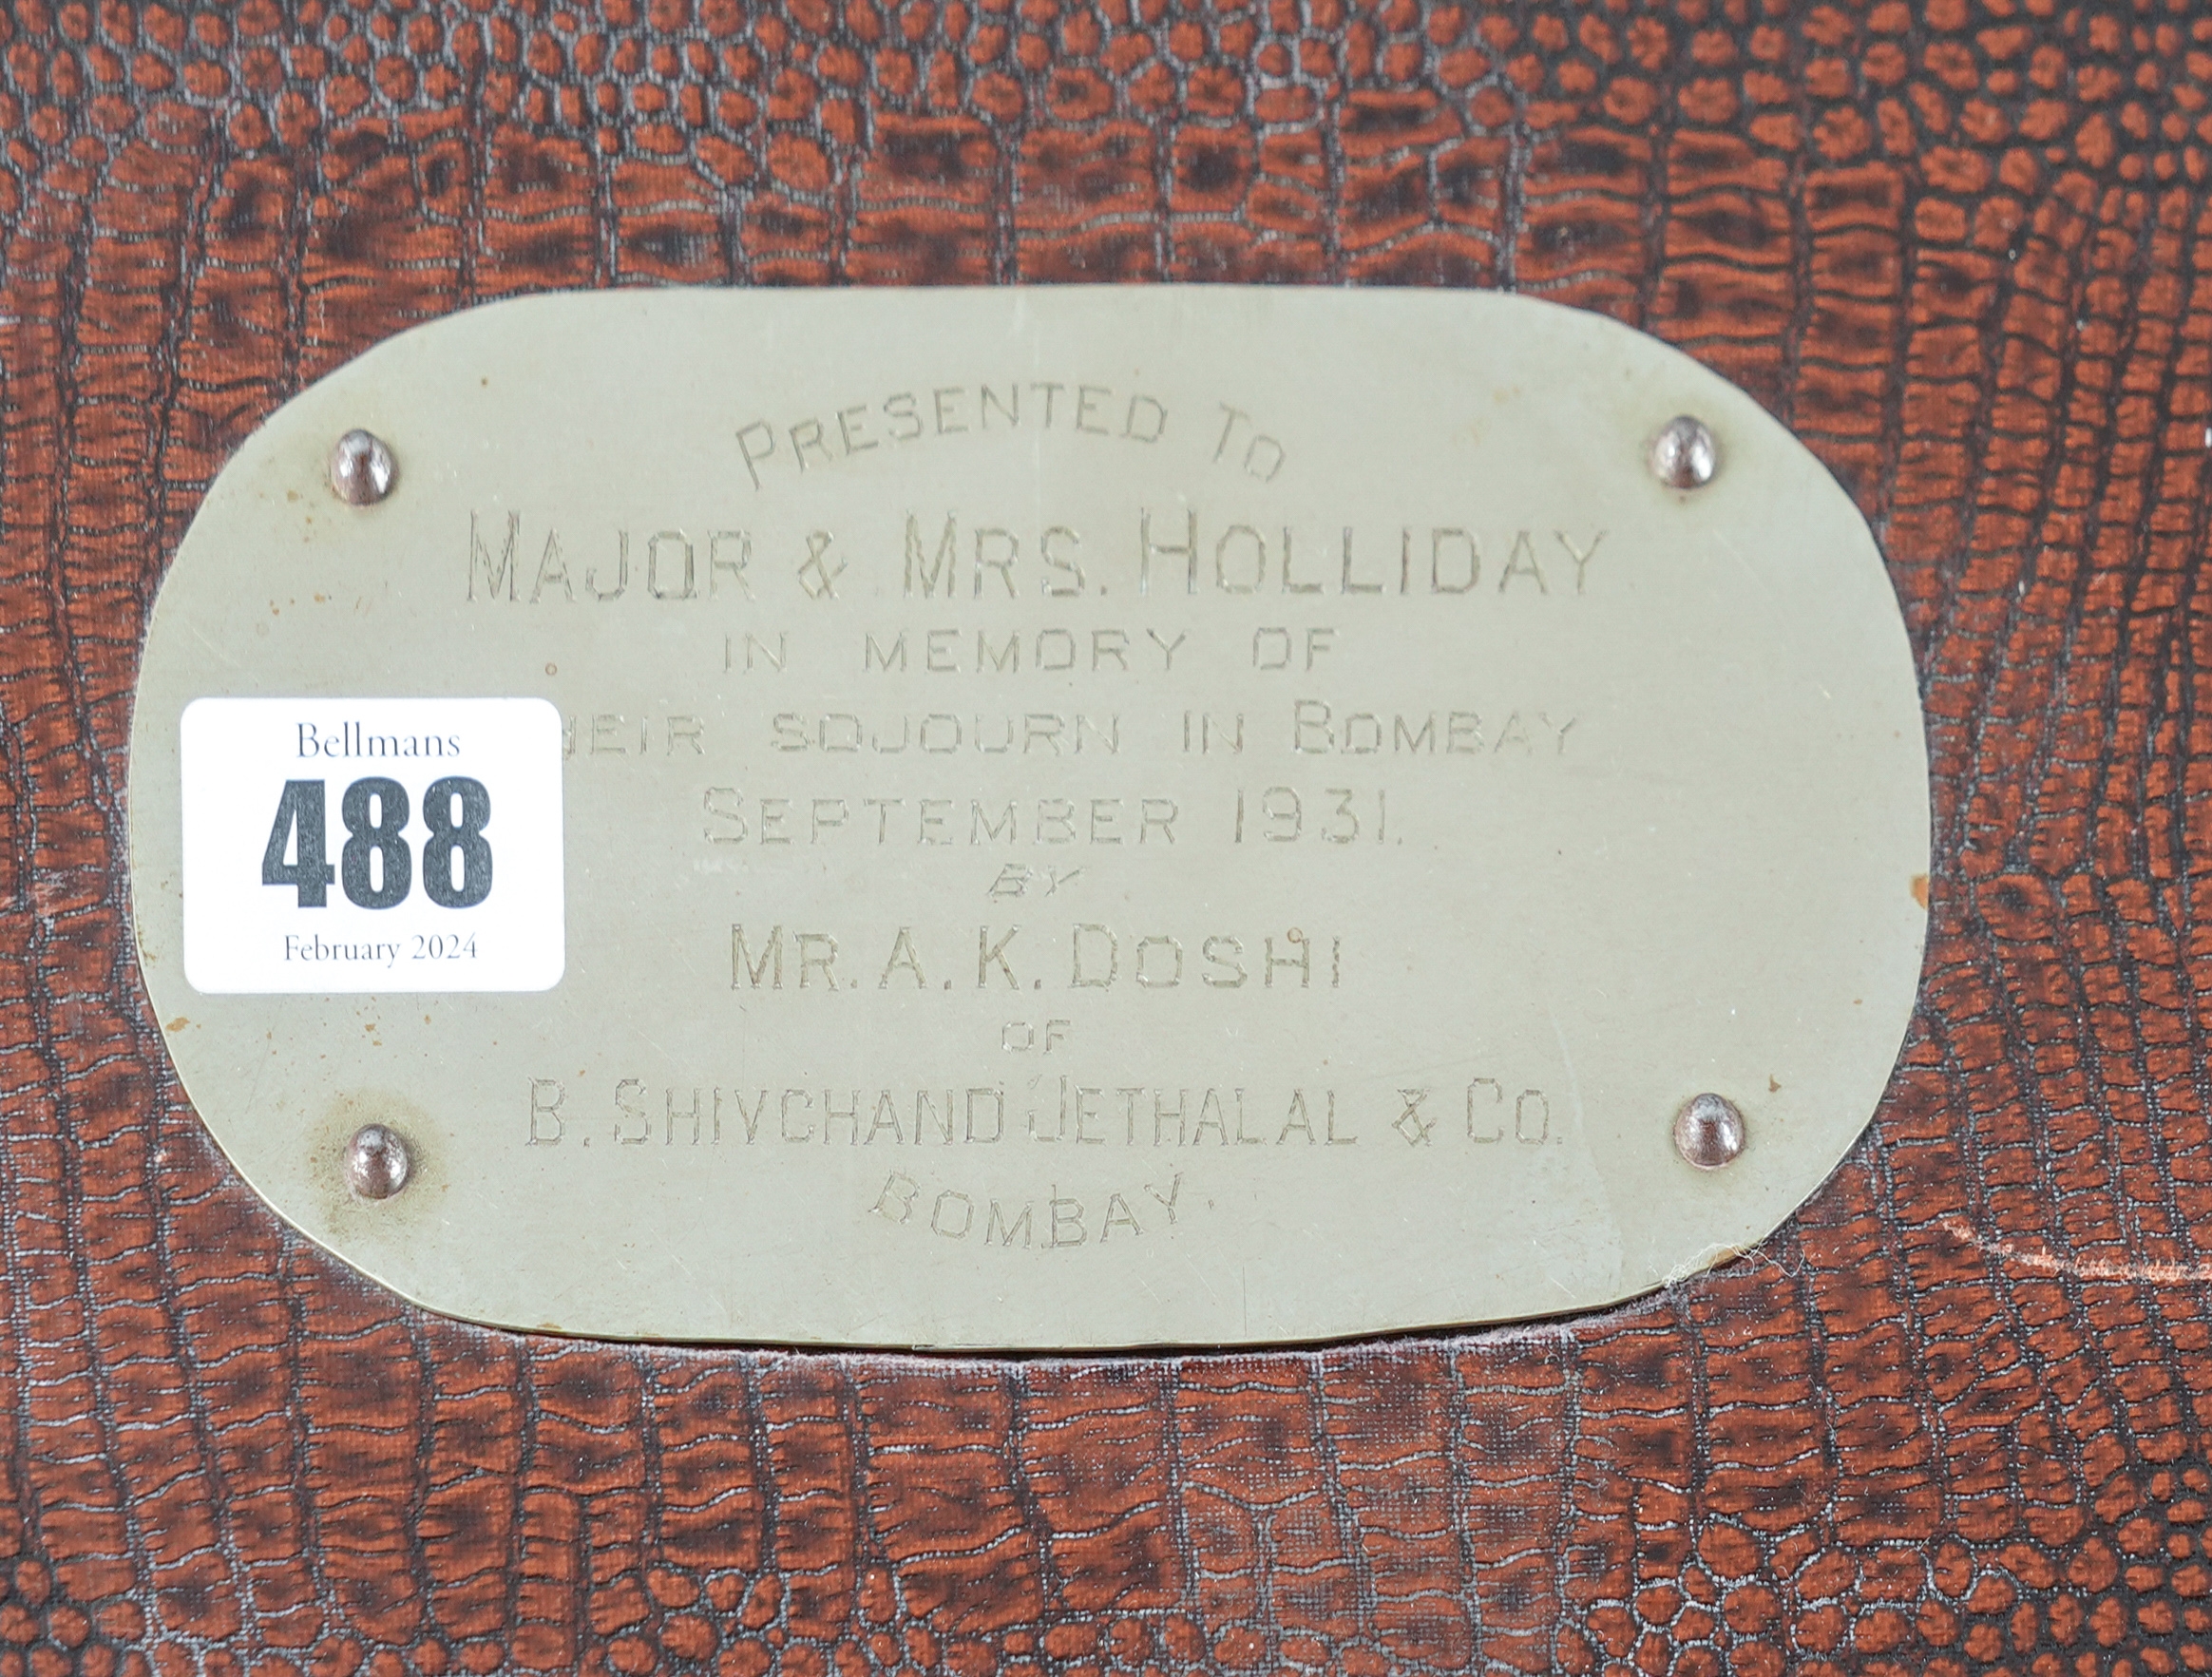 PRESENTED TO
MAJOR & MRS. HOLLIDAY
IN MEMORY OF
HEIR SOJOURN IN BOMBAY
SEPTEMBER 1931.
BY
MR. A. K. DOSHI
OF
B. SHIVCHAND JETHALAL & CO.
BOMBAY.
Bellmans
488
February 2024